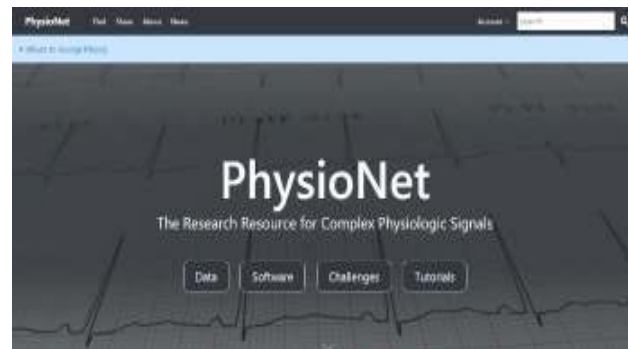 PhysioNet Find Share About News Account Search
PhysioNet
The Research Resource for Complex Physiologic Signals
Data Software Challenges Tutorials